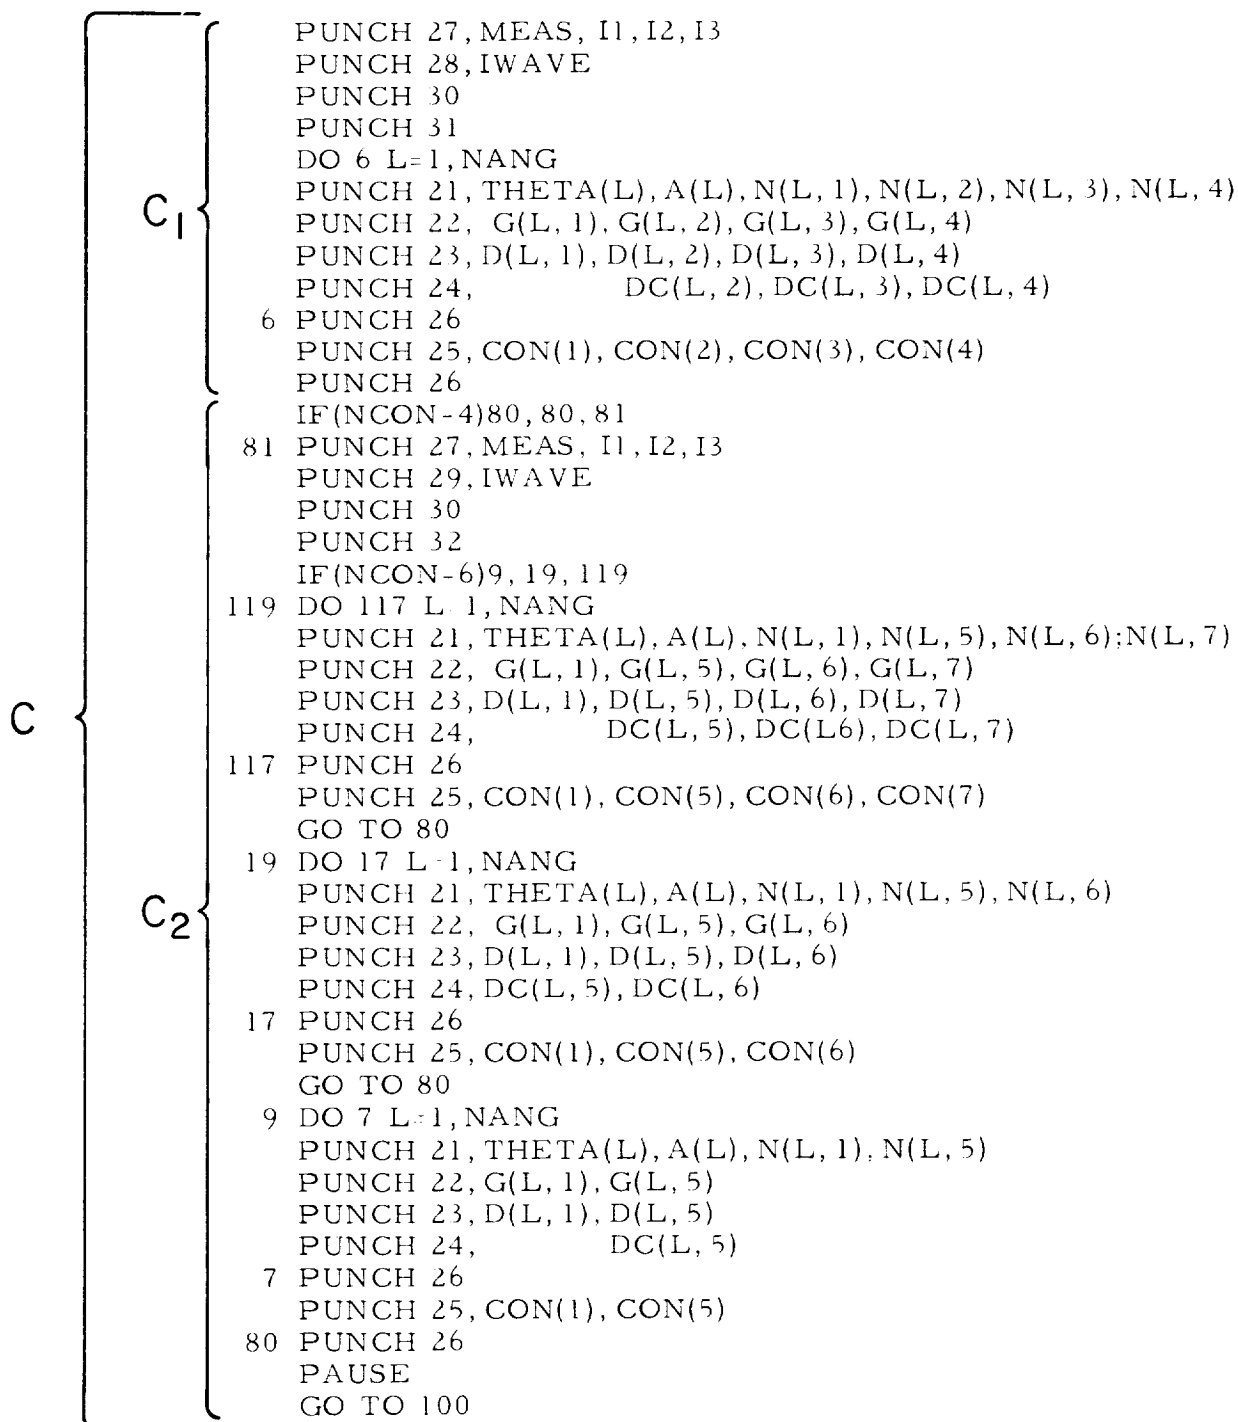 PUNCH 27, MEAS, I1, I2, I3
PUNCH 28, IWAVE
PUNCH 30
PUNCH 31
DO 6 L=1, NANG
PUNCH 21, THETA(L), A(L), N(L, 1), N(L, 2), N(L, 3), N(L, 4)
C1
PUNCH 22, G(L, 1), G(L, 2), G(L, 3), G(L, 4)
PUNCH 23, D(L, 1), D(L, 2), D(L, 3), D(L, 4)
PUNCH 24, DC(L, 2), DC(L, 3), DC(L, 4)
6 PUNCH 26
PUNCH 25, CON(1), CON(2), CON(3), CON(4)
PUNCH 26
IF(NCON-4)80, 80, 81
81 PUNCH 27, MEAS, I1, I2, I3
PUNCH 29, IWAVE
PUNCH 30
PUNCH 32
IF(NCON-6)9, 19, 119
119 DO 117 L 1, NANG
PUNCH 21, THETA(L), A(L), N(L, 1), N(L, 5), N(L, 6);N(L, 7)
PUNCH 22, G(L, 1), G(L, 5), G(L, 6), G(L, 7)
PUNCH 23, D(L, 1), D(L, 5), D(L, 6), D(L, 7)
C
PUNCH 24, DC(L, 5), DC(L6), DC(L, 7)
117 PUNCH 26
PUNCH 25, CON(1), CON(5), CON(6), CON(7)
GO TO 80
19 DO 17 L-1, NANG
PUNCH 21, THETA(L), A(L), N(L, 1), N(L, 5), N(L, 6)
C2
PUNCH 22, G(L, 1), G(L, 5), G(L, 6)
PUNCH 23, D(L, 1), D(L, 5), D(L, 6)
PUNCH 24, DC(L, 5), DC(L, 6)
17 PUNCH 26
PUNCH 25, CON(1), CON(5), CON(6)
GO TO 80
9 DO 7 L=1, NANG
PUNCH 21, THETA(L), A(L), N(L, 1), N(L, 5)
PUNCH 22, G(L, 1), G(L, 5)
PUNCH 23, D(L, 1), D(L, 5)
PUNCH 24, DC(L, 5)
7 PUNCH 26
PUNCH 25, CON(1), CON(5)
80 PUNCH 26
PAUSE
GO TO 100